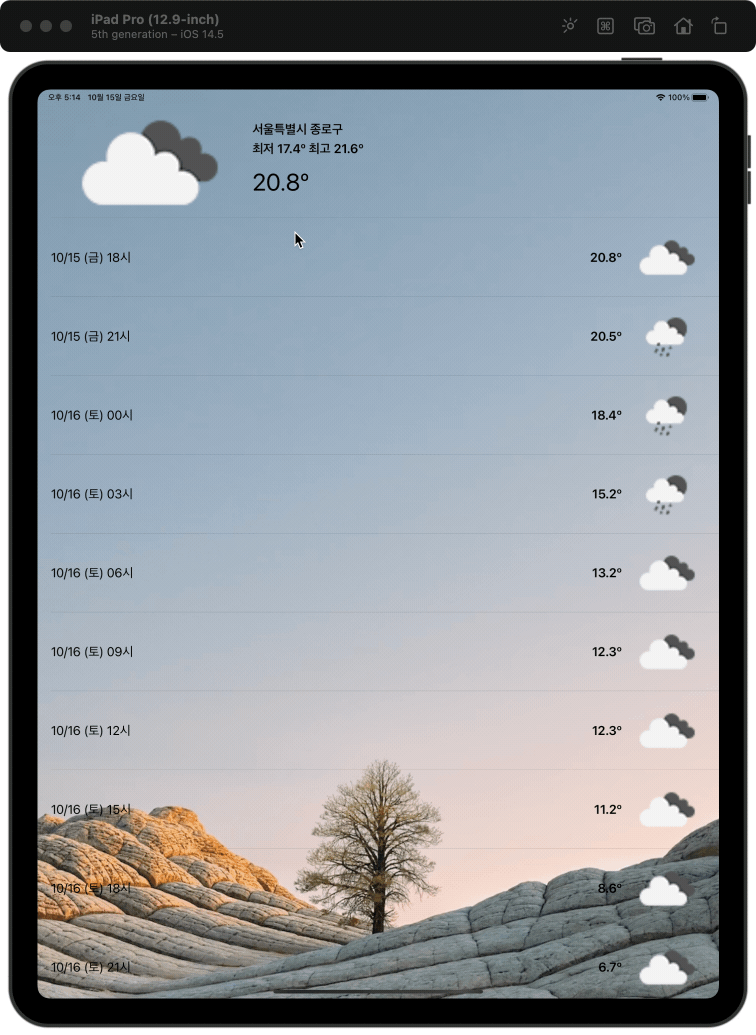 iPad Pro (12.9-inch)
5th generation – iOS 14.5
오후 5:14 10월 15일 금요일 100%
서울특별시 종로구
최저 17.4° 최고 21.6°
20.8°
10/15 (금) 18시 20.8°
10/15 (금) 21시 20.5°
10/16 (토) 00시 18.4°
10/16 (토) 03시 15.2°
10/16 (토) 06시 13.2°
10/16 (토) 09시 12.3°
10/16 (토) 12시 12.3°
10/16 (토) 15시 11.2°
10/16 (토) 18시 8.6°
10/16 (토) 21시 6.7°